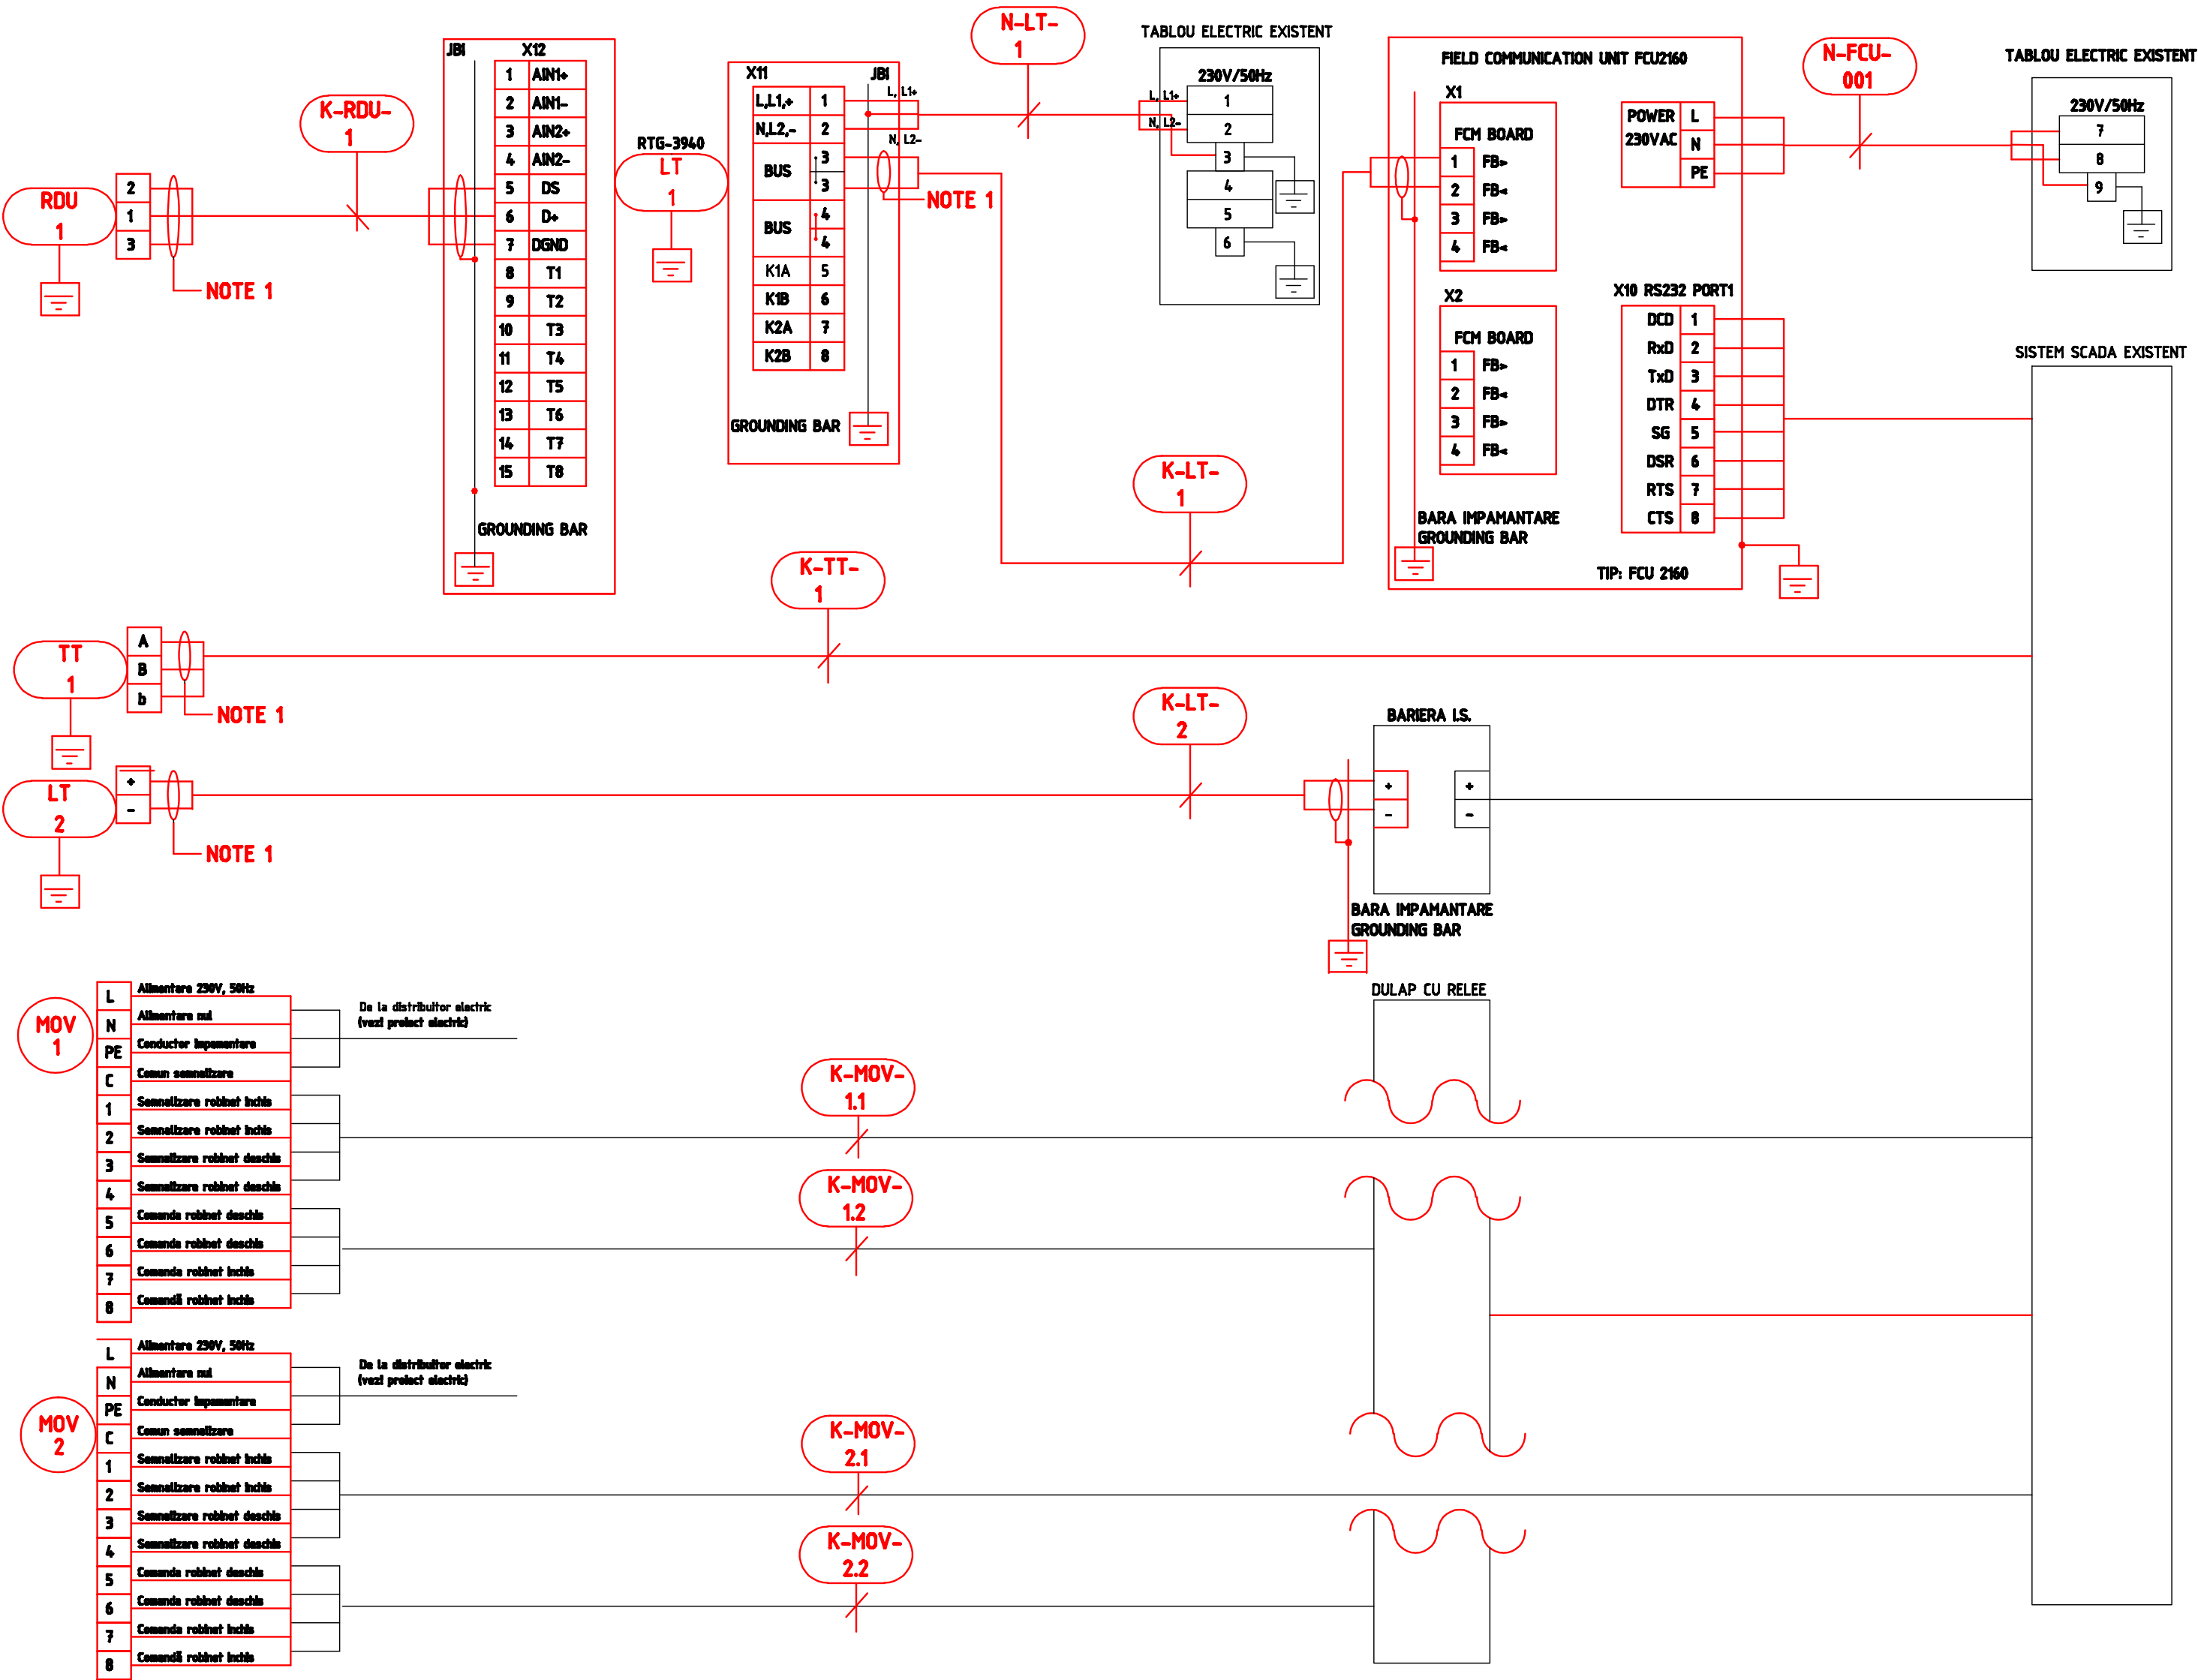 N-LT-
1
TABLOU ELECTRIC EXISTENT
230V/50Hz
L, L1+
N, L2-
1
2
3
4
5
6
FIELD COMMUNICATION UNIT FCU2160
X1
FCM BOARD
1 FB>
2 FB<
3 FB>
4 FB<
X2
FCM BOARD
1 FB>
2 FB<
3 FB>
4 FB<
POWER L
230VAC N
PE
X10 RS232 PORT1
DCD 1
RxD 2
TxD 3
DTR 4
SG 5
DSR 6
RTS 7
CTS 8
BARA IMPAMANTARE
GROUNDING BAR
TIP: FCU 2160
N-FCU-
001
TABLOU ELECTRIC EXISTENT
230V/50Hz
7
8
9
SISTEM SCADA EXISTENT
RDU
1
2
1
3
NOTE 1
K-RDU-
1
JB1 X12
1 AIN1+
2 AIN1-
3 AIN2+
4 AIN2-
5 DS
6 D+
7 DGND
8 T1
9 T2
10 T3
11 T4
12 T5
13 T6
14 T7
15 T8
GROUNDING BAR
RTG-3940
LT
1
X11 JB1
L,L1,+ 1
N,L2,- 2
BUS 3
3
BUS 4
4
K1A 5
K1B 6
K2A 7
K2B 8
GROUNDING BAR
L, L1+
N, L2-
NOTE 1
K-LT-
1
K-TT-
1
TT
1
A
B
b
NOTE 1
LT
2
+
-
NOTE 1
K-LT-
2
BARIERA I.S.
+ +
- -
BARA IMPAMANTARE
GROUNDING BAR
DULAP CU RELEE
MOV
1
L Alimentare 230V, 50Hz
N Alimentare nul
PE Conductor impamantare
C Comun semnalizare
1 Semnalizare robinet inchis
2 Semnalizare robinet inchis
3 Semnalizare robinet deschis
4 Semnalizare robinet deschis
5 Comanda robinet deschis
6 Comanda robinet deschis
7 Comanda robinet inchis
8 Comandă robinet inchis
De la distribuitor electric
(vezi proiect electric)
K-MOV-
1.1
K-MOV-
1.2
MOV
2
L Alimentare 230V, 50Hz
N Alimentare nul
PE Conductor impamantare
C Comun semnalizare
1 Semnalizare robinet inchis
2 Semnalizare robinet inchis
3 Semnalizare robinet deschis
4 Semnalizare robinet deschis
5 Comanda robinet deschis
6 Comanda robinet deschis
7 Comanda robinet inchis
8 Comandă robinet inchis
De la distribuitor electric
(vezi proiect electric)
K-MOV-
2.1
K-MOV-
2.2